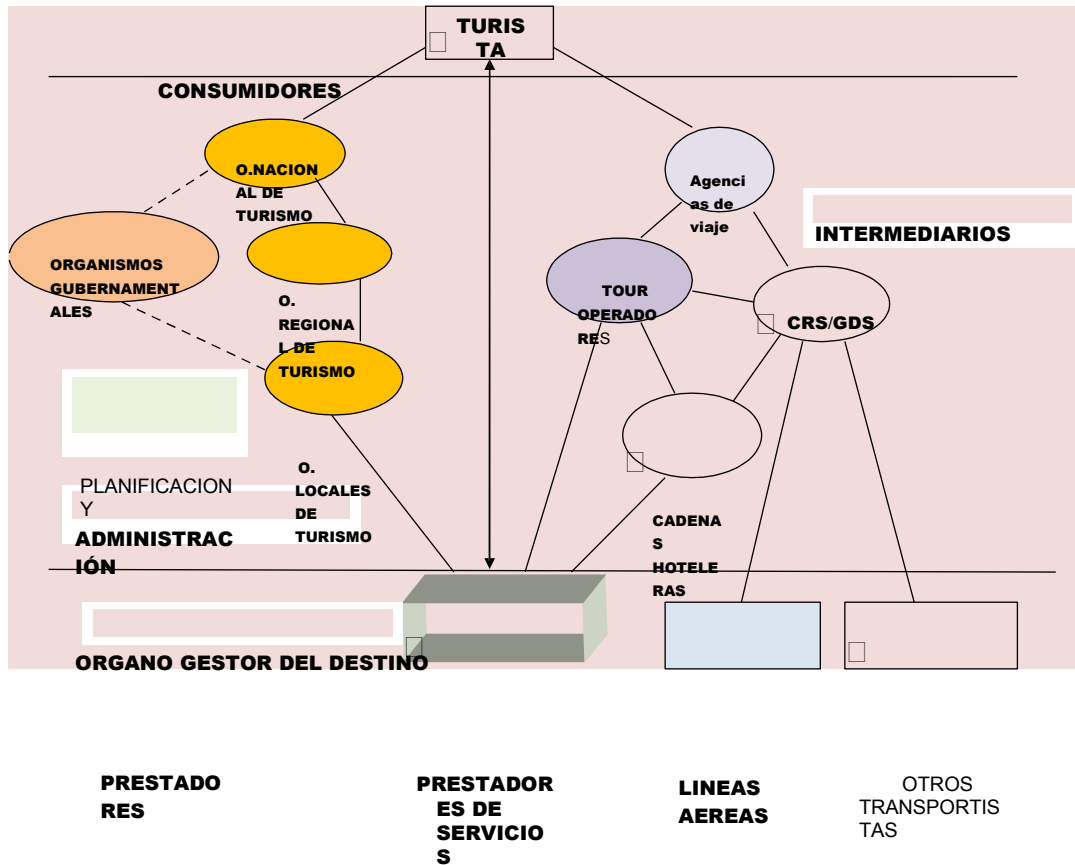 TURIS
TA
CONSUMIDORES
O.NACION
AL DE
TURISMO
Agenci
as de
viaje
INTERMEDIARIOS
ORGANISMOS
GUBERNAMENT
ALES
O.
REGIONA
L DE
TURISMO
TOUR
OPERADO
RES
CRS/GDS
PLANIFICACION
Y
ADMINISTRAC
IÓN
O.
LOCALES
DE
TURISMO
CADENA
S
HOTELE
RAS
ORGANO GESTOR DEL DESTINO
PRESTADO
RES
PRESTADOR
ES DE
SERVICIO
S
LINEAS
AEREAS
OTROS
TRANSPORTIS
TAS